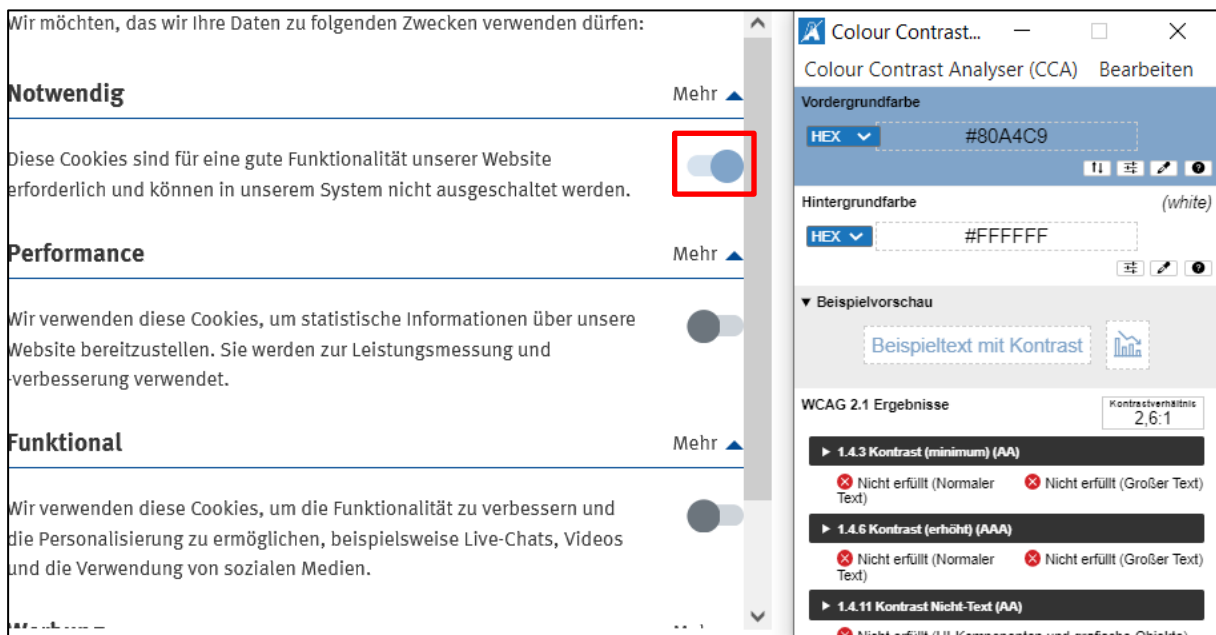 Wir möchten, das wir Ihre Daten zu folgenden Zwecken verwenden dürfen:
Notwendig
Mehr
Diese Cookies sind für eine gute Funktionalität unserer Website
erforderlich und können in unserem System nicht ausgeschaltet werden.
Performance
Mehr
Wir verwenden diese Cookies, um statistische Informationen über unsere
Website bereitzustellen. Sie werden zur Leistungsmessung und
-verbesserung verwendet.
Funktional
Mehr
Wir verwenden diese Cookies, um die Funktionalität zu verbessern und
die Personalisierung zu ermöglichen, beispielsweise Live-Chats, Videos
und die Verwendung von sozialen Medien.
Colour Contrast...
Colour Contrast Analyser (CCA) Bearbeiten
Vordergrundfarbe
HEX #80A4C9
Hintergrundfarbe (white)
HEX #FFFFFF
Beispielvorschau
Beispieltext mit Kontrast
WCAG 2.1 Ergebnisse
Kontrastverhältnis
2,6:1
1.4.3 Kontrast (minimum) (AA)
Nicht erfüllt (Normaler
Text)
Nicht erfüllt (Großer Text)
1.4.6 Kontrast (erhöht) (AAA)
Nicht erfüllt (Normaler
Text)
Nicht erfüllt (Großer Text)
1.4.11 Kontrast Nicht-Text (AA)
Nicht erfüllt (UI-Komponenten und grafische Objekte)